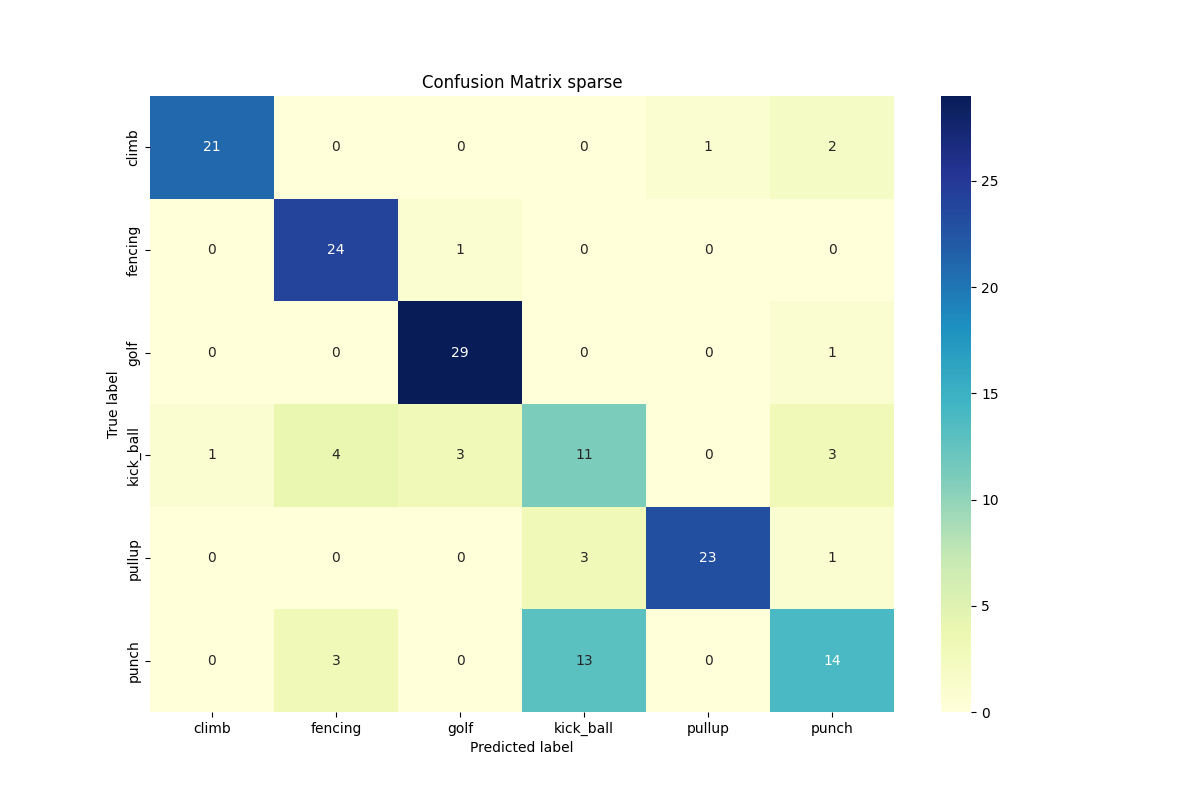 Confusion Matrix sparse
True label
climb 21 0 0 0 1 2
fencing 0 24 1 0 0 0
golf 0 0 29 0 0 1
kick_ball 1 4 3 11 0 3
pullup 0 0 0 3 23 1
punch 0 3 0 13 0 14
climb fencing golf kick_ball pullup punch
Predicted label
25
20
15
10
5
0